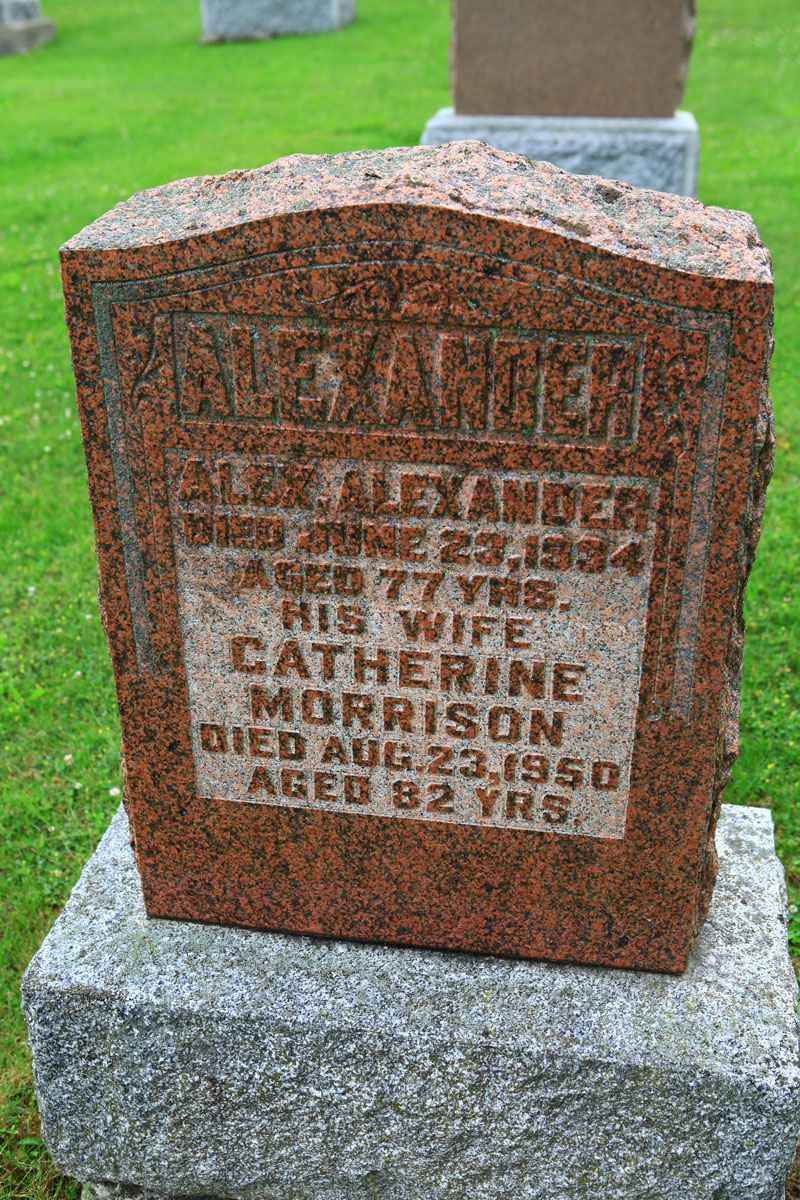 ALEXANDER
ALEX. ALEXANDER
DIED JUNE 23, 1934
AGED 77 YRS.
HIS WIFE
CATHERINE
MORRISON
DIED AUG. 23, 1950
AGED 82 YRS.